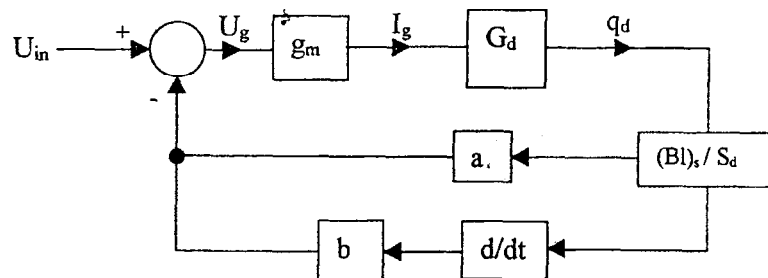 U_in + U_g g_m I_g G_d q_d
-
a. (Bl)_s / S_d
b d/dt